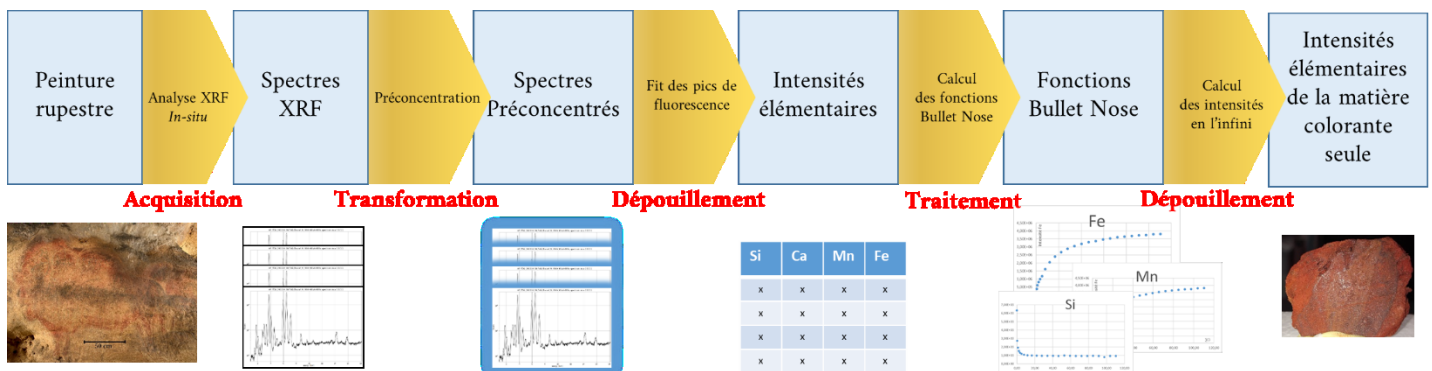 Peinture
rupestre
Analyse XRF
In-situ
Spectres
XRF
Préconcentration
Spectres
Préconcentrés
Fit des pics de
fluorescence
Intensités
élémentaires
Calcul
des fonctions
Bullet Nose
Fonctions
Bullet Nose
Calcul
des intensités
en l'infini
Intensités
élémentaires
de la matière
colorante
seule
Acquisition
Transformation
Dépouillement
Traitement
Dépouillement
Si Ca Mn Fe
x x x x
x x x x
x x x x
x x x x
Fe
Mn
Si